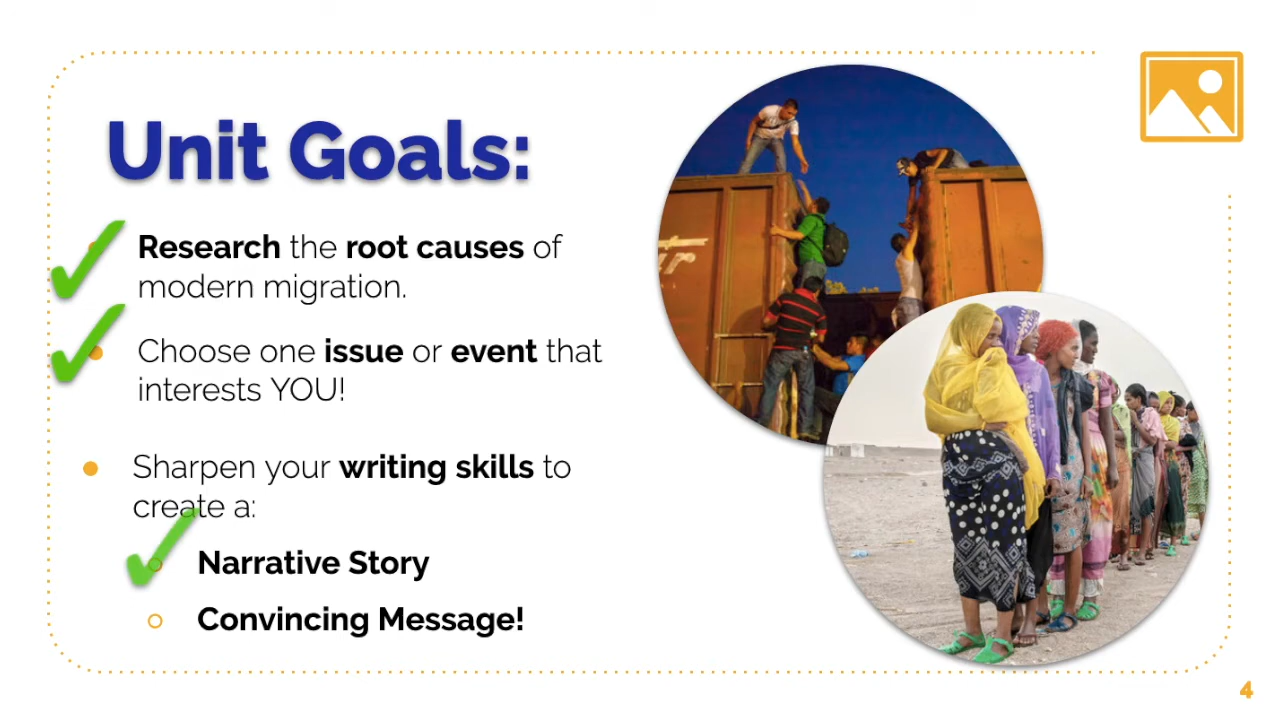 Unit Goals:
Research the root causes of
modern migration.
Choose one issue or event that
interests YOU!
Sharpen your writing skills to
create a:
Narrative Story
Convincing Message!
4